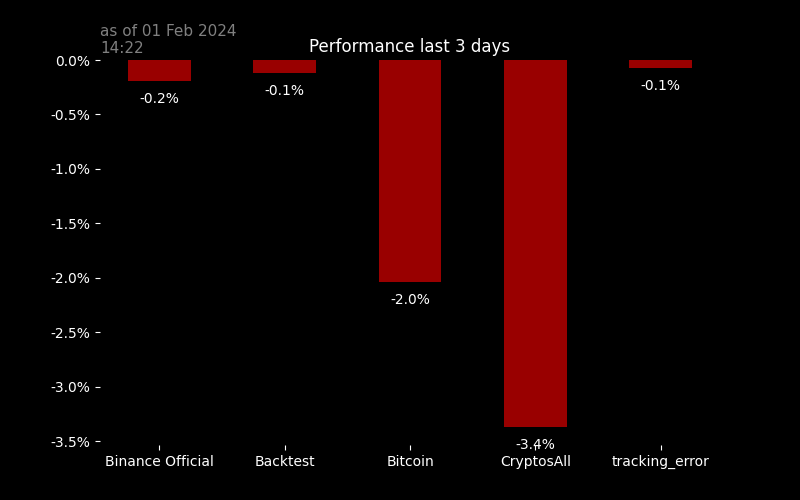 as of 01 Feb 2024
14:22
Performance last 3 days
0.0%
-0.5%
-1.0%
-1.5%
-2.0%
-2.5%
-3.0%
-3.5%
-0.2%
-0.1%
-2.0%
-3.4%
-0.1%
Binance Official
Backtest
Bitcoin
CryptosAll
tracking_error